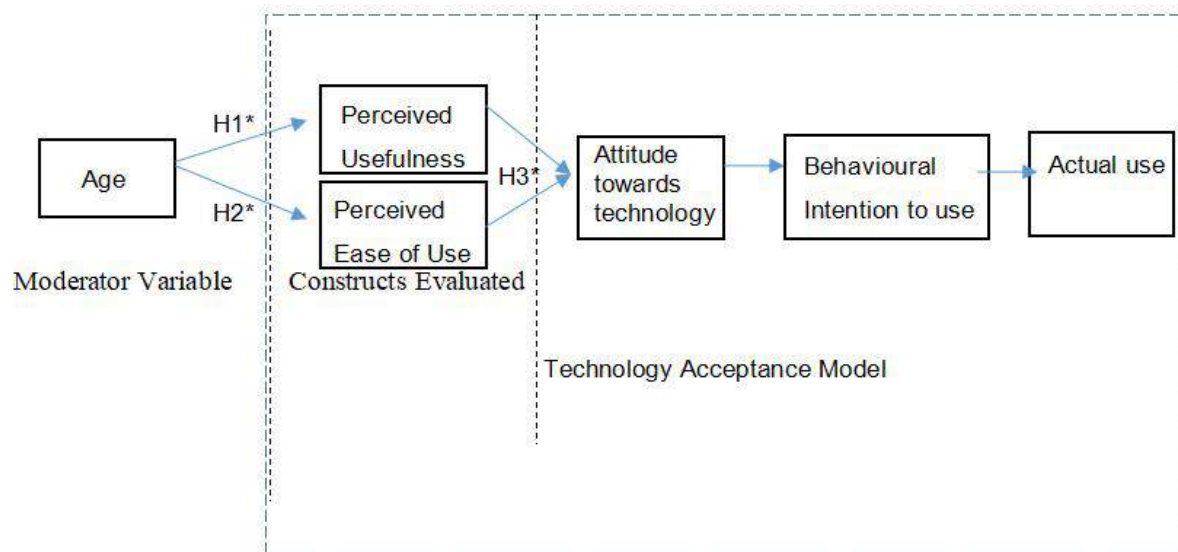 Age
H1*
H2*
Moderator Variable
Perceived
Usefulness
Perceived
Ease of Use
Constructs Evaluated
H3*
Attitude
towards
technology
Behavioural
Intention to use
Actual use
Technology Acceptance Model